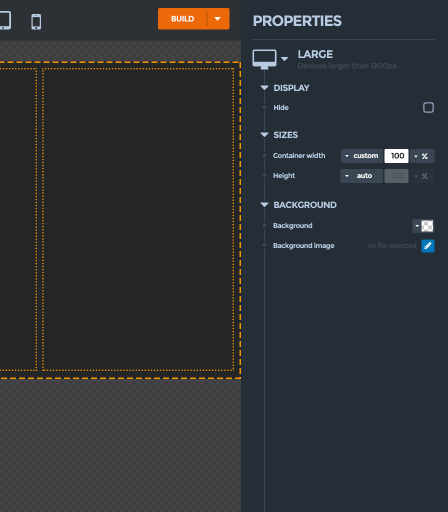 BUILD
PROPERTIES
LARGE
Devices larger than 1200px
DISPLAY
Hide
SIZES
Container width custom 100 %
Height auto %
BACKGROUND
Background
Background Image no file selected